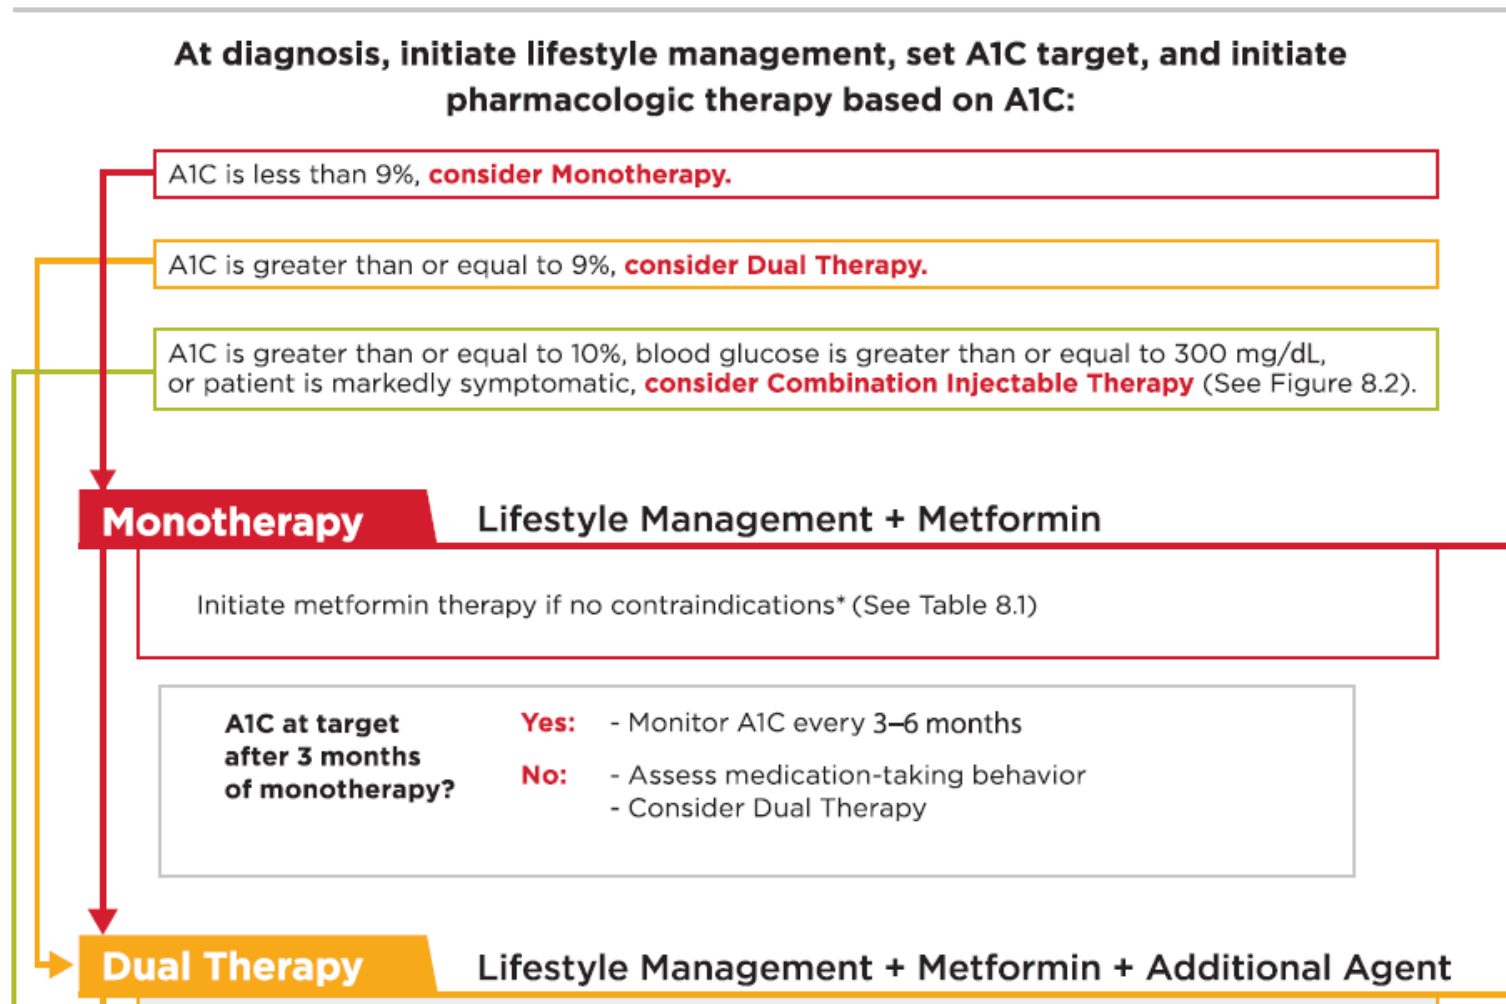 At diagnosis, initiate lifestyle management, set A1C target, and initiate
pharmacologic therapy based on A1C:
A1C is less than 9%, consider Monotherapy.
A1C is greater than or equal to 9%, consider Dual Therapy.
A1C is greater than or equal to 10%, blood glucose is greater than or equal to 300 mg/dL,
or patient is markedly symptomatic, consider Combination Injectable Therapy (See Figure 8.2).
Monotherapy Lifestyle Management + Metformin
Initiate metformin therapy if no contraindications* (See Table 8.1)
A1C at target
after 3 months
of monotherapy?
Yes: - Monitor A1C every 3–6 months
No: - Assess medication-taking behavior
- Consider Dual Therapy
Dual Therapy Lifestyle Management + Metformin + Additional Agent